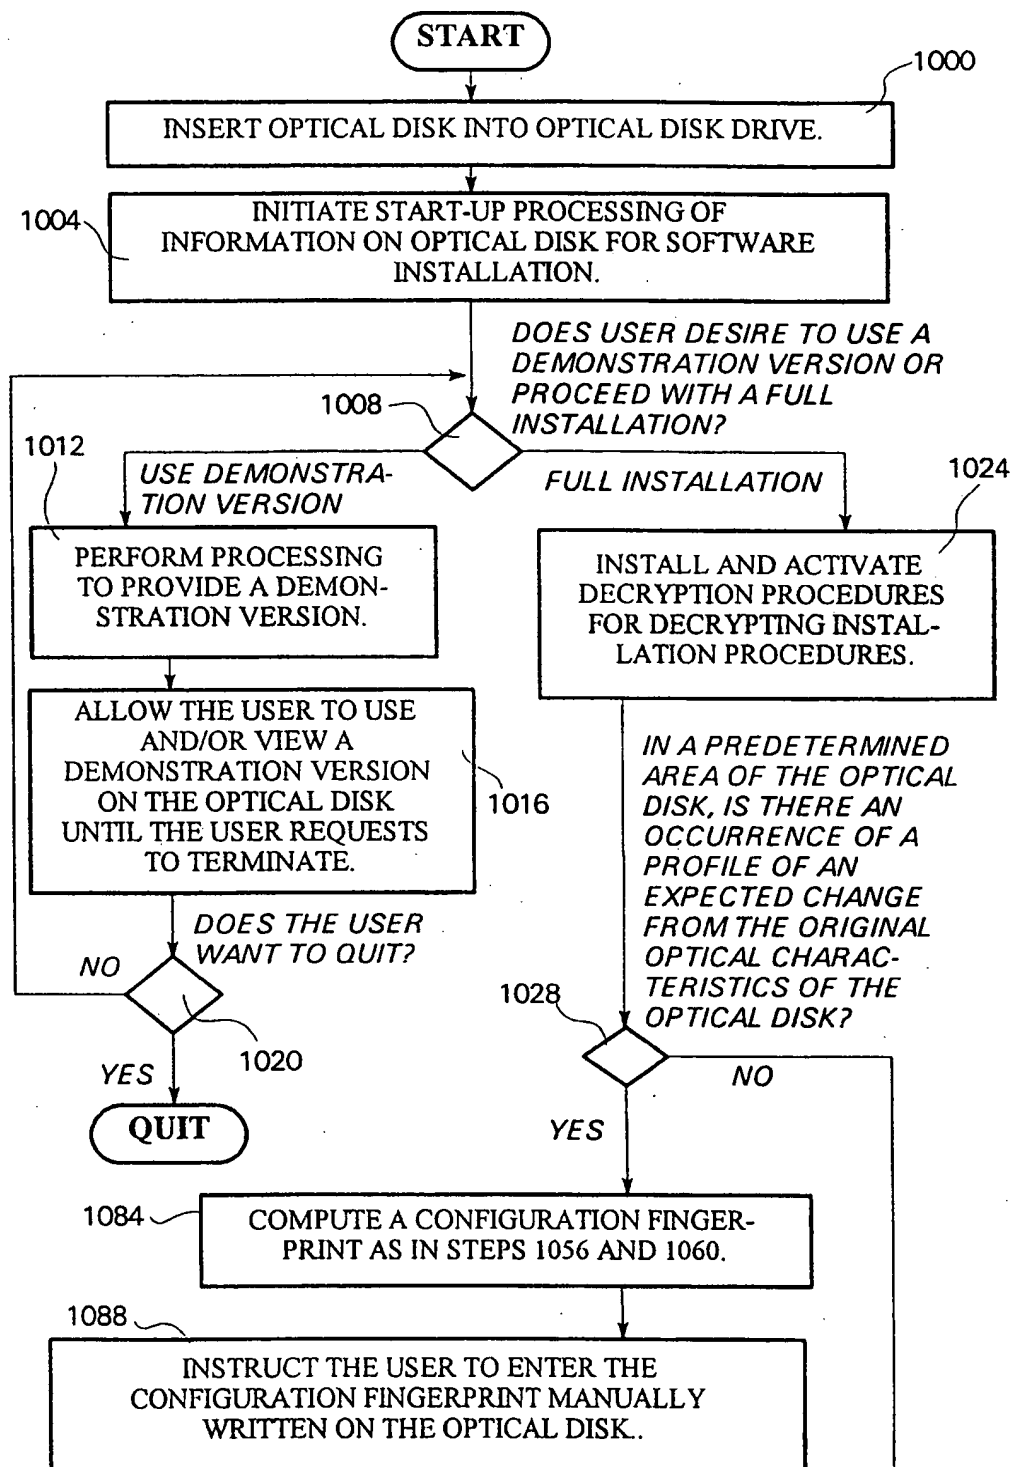 START
1000
INSERT OPTICAL DISK INTO OPTICAL DISK DRIVE.
1004
INITIATE START-UP PROCESSING OF
INFORMATION ON OPTICAL DISK FOR SOFTWARE
INSTALLATION.
DOES USER DESIRE TO USE A
DEMONSTRATION VERSION OR
PROCEED WITH A FULL
INSTALLATION?
1008
1012
USE DEMONSTRA-
TION VERSION
FULL INSTALLATION
1024
PERFORM PROCESSING
TO PROVIDE A DEMON-
STRATION VERSION.
INSTALL AND ACTIVATE
DECRYPTION PROCEDURES
FOR DECRYPTING INSTAL-
LATION PROCEDURES.
ALLOW THE USER TO USE
AND/OR VIEW A
DEMONSTRATION VERSION
ON THE OPTICAL DISK
UNTIL THE USER REQUESTS
TO TERMINATE.
1016
IN A PREDETERMINED
AREA OF THE OPTICAL
DISK, IS THERE AN
OCCURRENCE OF A
PROFILE OF AN
EXPECTED CHANGE
FROM THE ORIGINAL
OPTICAL CHARAC-
TERISTICS OF THE
OPTICAL DISK?
DOES THE USER
WANT TO QUIT?
NO
1020
YES
QUIT
1028
NO
YES
1084
COMPUTE A CONFIGURATION FINGER-
PRINT AS IN STEPS 1056 AND 1060.
1088
INSTRUCT THE USER TO ENTER THE
CONFIGURATION FINGERPRINT MANUALLY
WRITTEN ON THE OPTICAL DISK..